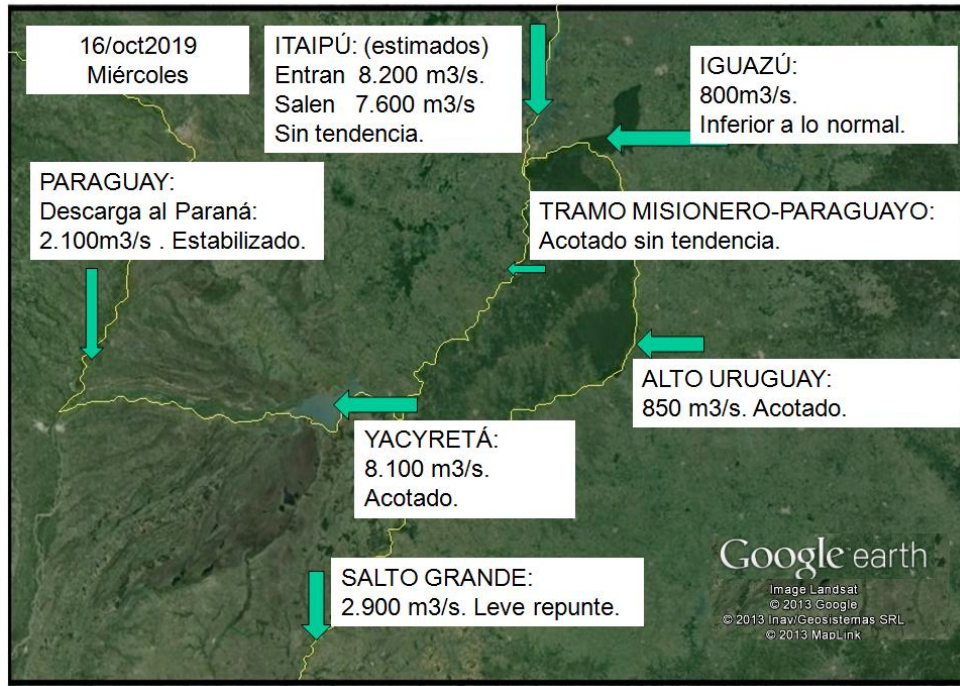 16/oct2019
Miércoles
ITAIPÚ: (estimados)
Entran  8.200 m3/s.
Salen   7.600 m3/s
Sin tendencia.
IGUAZÚ:
800m3/s.
Inferior a lo normal.
PARAGUAY:
Descarga al Paraná:
2.100m3/s . Estabilizado.
TRAMO MISIONERO-PARAGUAYO:
Acotado sin tendencia.
ALTO URUGUAY:
850 m3/s. Acotado.
YACYRETÁ:
8.100 m3/s.
Acotado.
SALTO GRANDE:
2.900 m3/s. Leve repunte.
Google earth
Image Landsat
© 2013 Google
© 2013 Inav/Geosistemas SRL
© 2013 MapLink